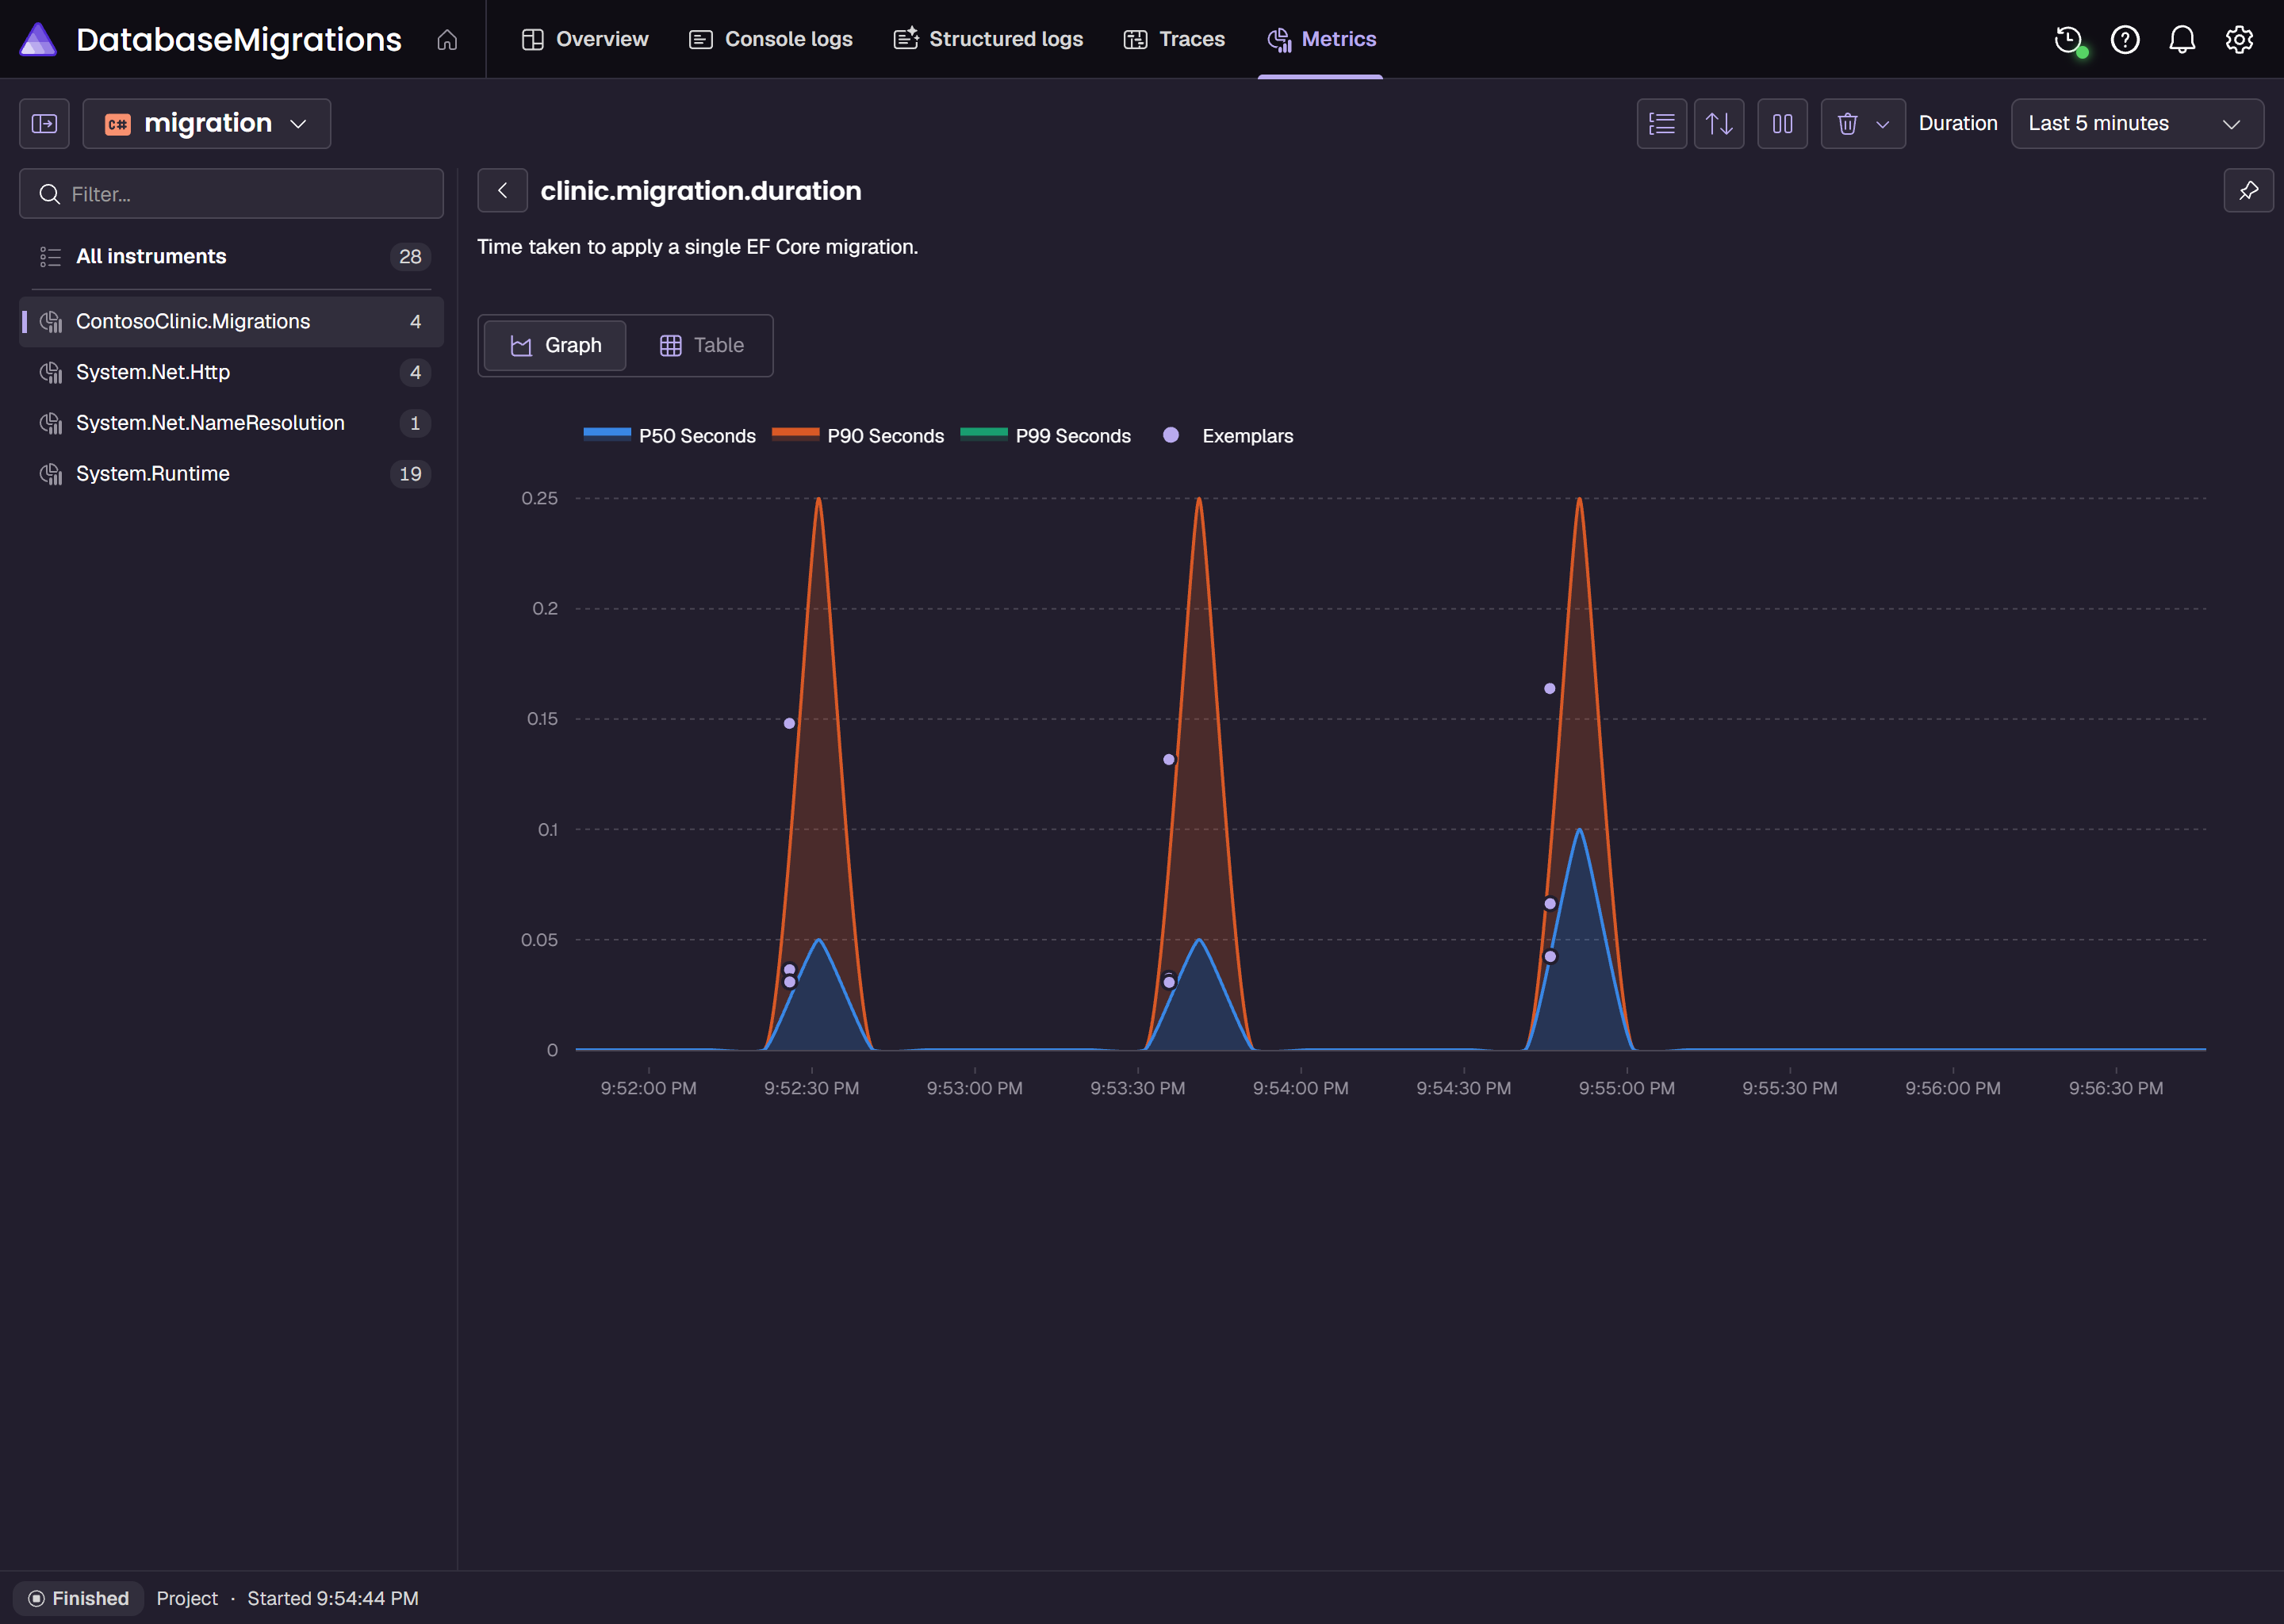 DatabaseMigrations
Overview
Console logs
Structured logs
Traces
Metrics
C# migration
Duration
Last 5 minutes
Filter...
All instruments 28
ContosoClinic.Migrations 4
System.Net.Http 4
System.Net.NameResolution 1
System.Runtime 19
clinic.migration.duration
Time taken to apply a single EF Core migration.
Graph
Table
P50 Seconds
P90 Seconds
P99 Seconds
Exemplars
0.25
0.2
0.15
0.1
0.05
0
9:52:00 PM
9:52:30 PM
9:53:00 PM
9:53:30 PM
9:54:00 PM
9:54:30 PM
9:55:00 PM
9:55:30 PM
9:56:00 PM
9:56:30 PM
Finished
Project · Started 9:54:44 PM